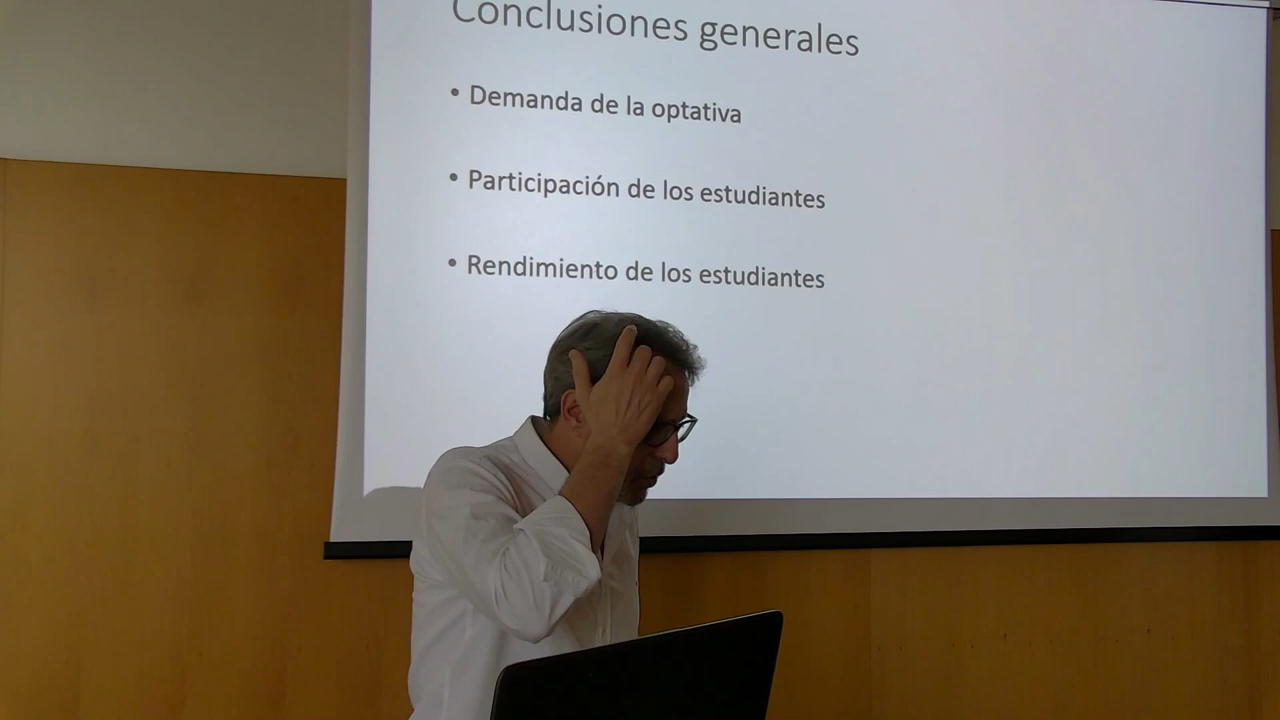 Conclusiones generales
• Demanda de la optativa
• Participación de los estudiantes
• Rendimiento de los estudiantes